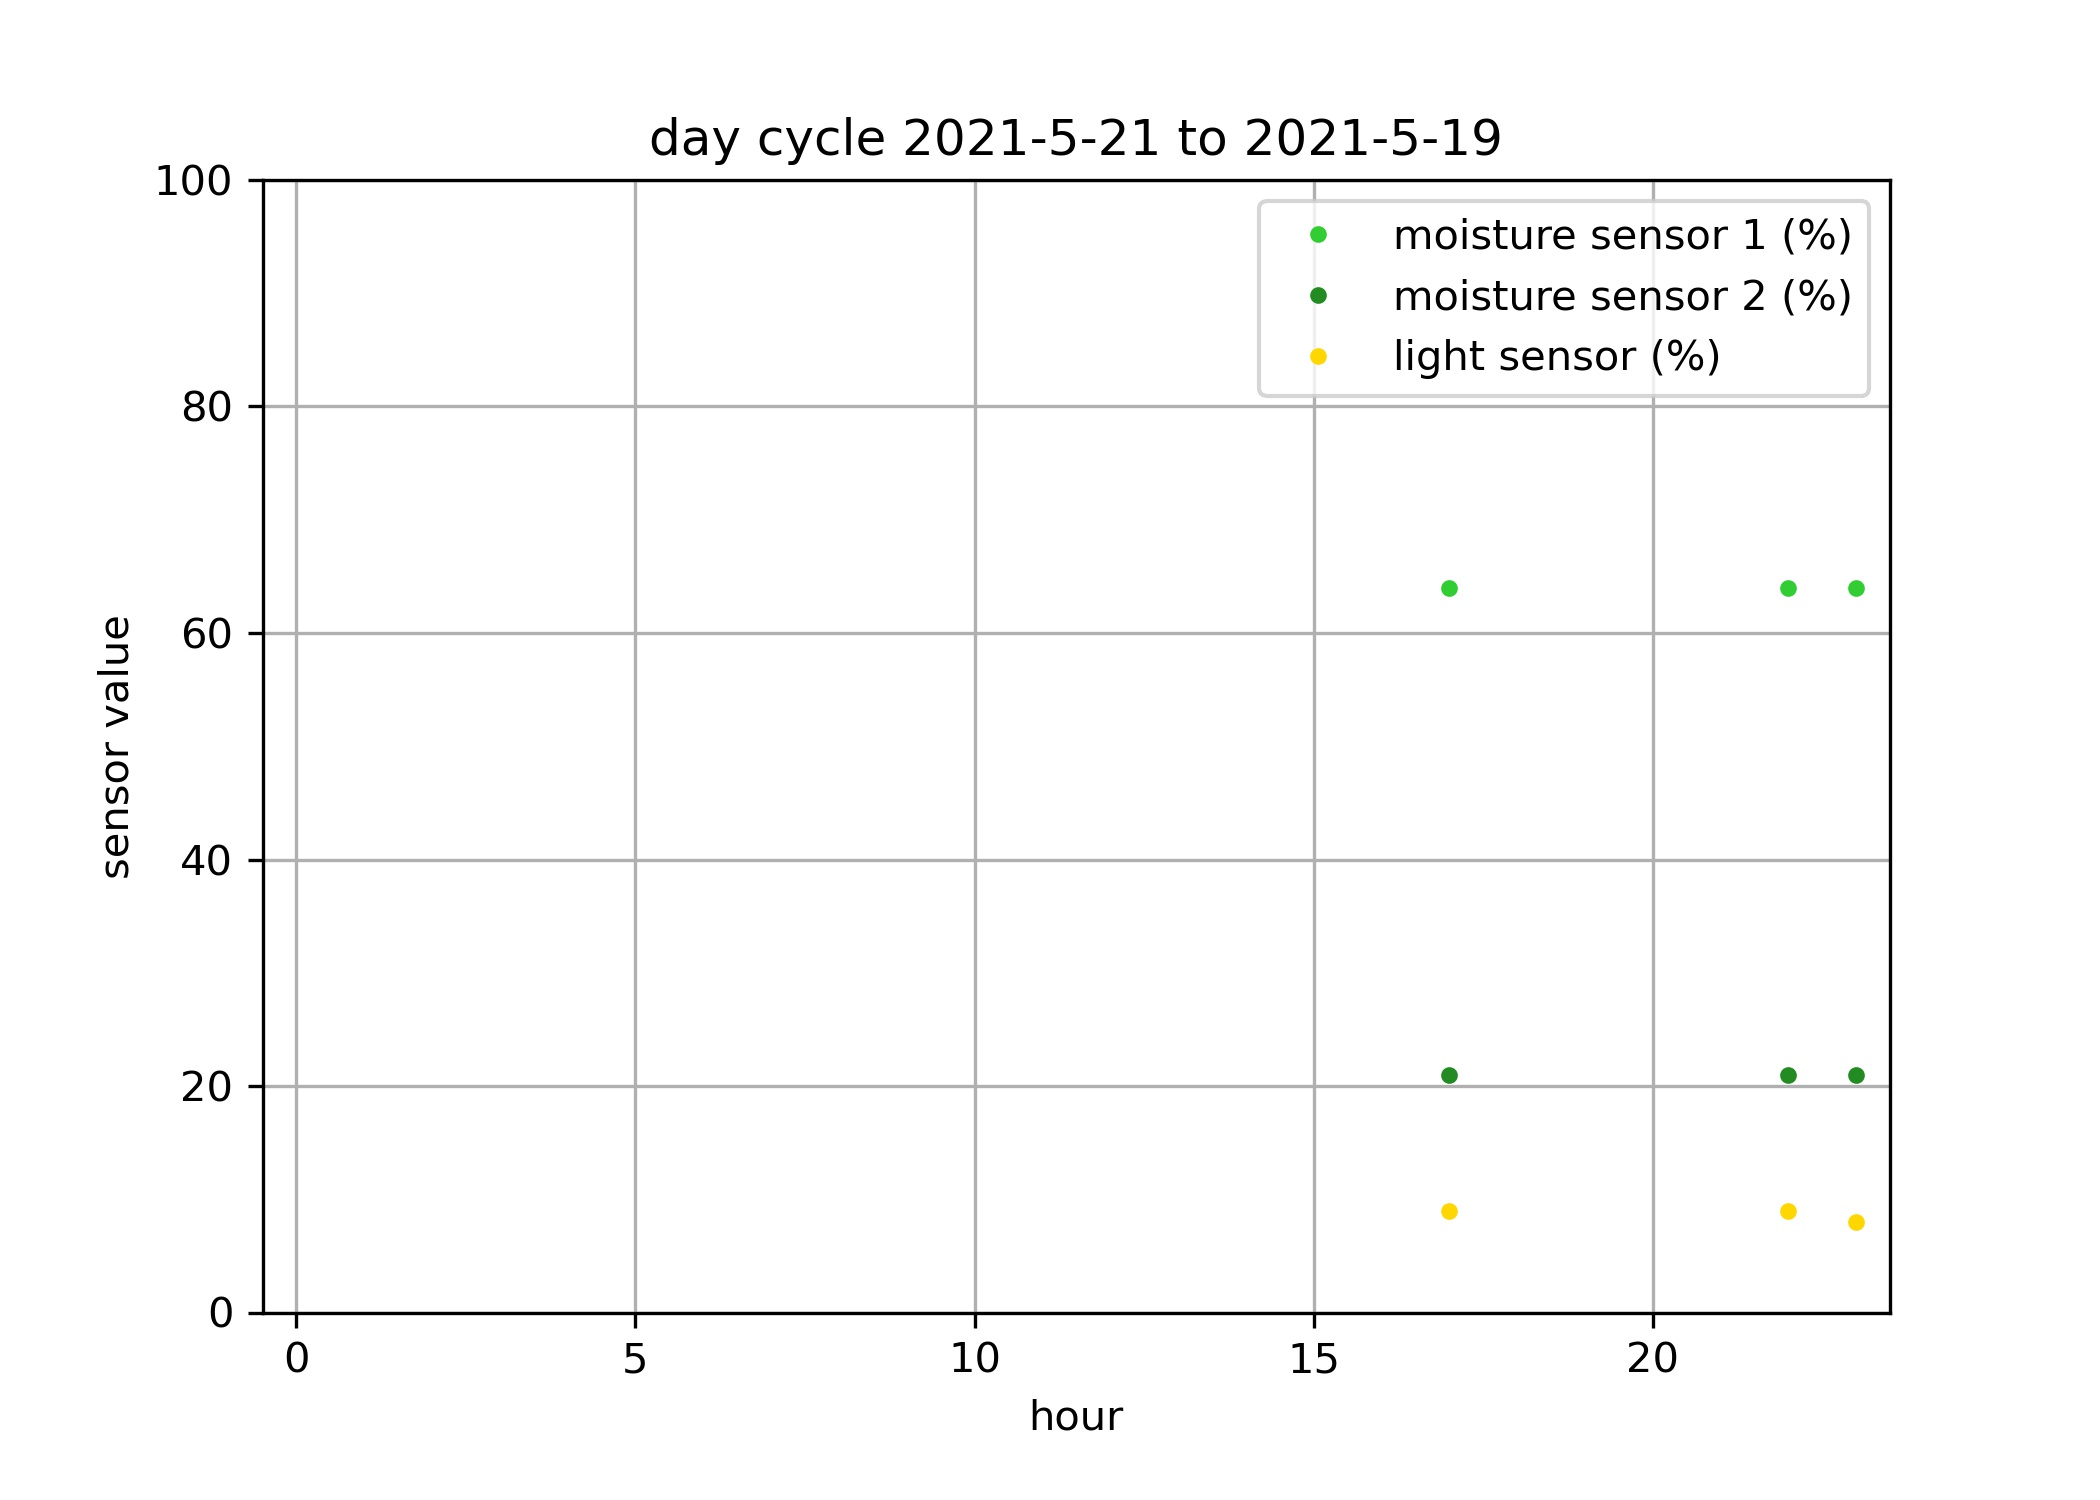 day cycle 2021-5-21 to 2021-5-19
100
80
60
40
20
0
sensor value
moisture sensor 1 (%)
moisture sensor 2 (%)
light sensor (%)
0 5 10 15 20
hour